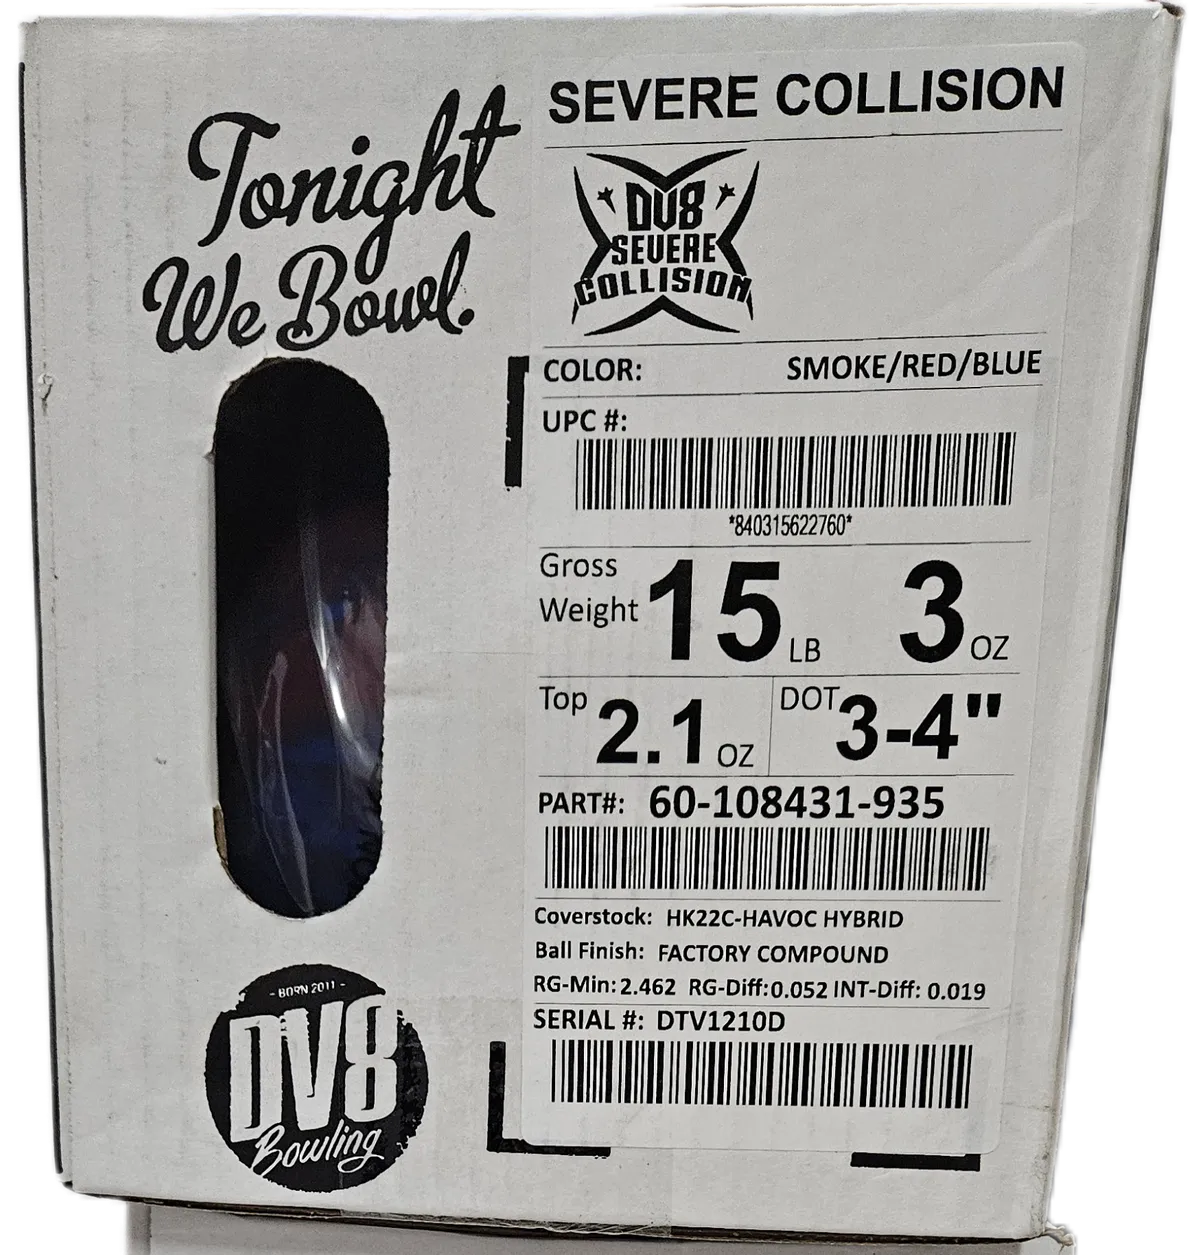 Tonight
We Bowl.
- BORN 2011 -
DV8
Bowling
SEVERE COLLISION
DV8
SEVERE
COLLISION
COLOR: SMOKE/RED/BLUE
UPC #:
*840315622760*
Gross
Weight 15 LB 3 OZ
Top 2.1 OZ DOT 3-4"
PART#: 60-108431-935
Coverstock: HK22C-HAVOC HYBRID
Ball Finish: FACTORY COMPOUND
RG-Min: 2.462 RG-Diff: 0.052 INT-Diff: 0.019
SERIAL #: DTV1210D